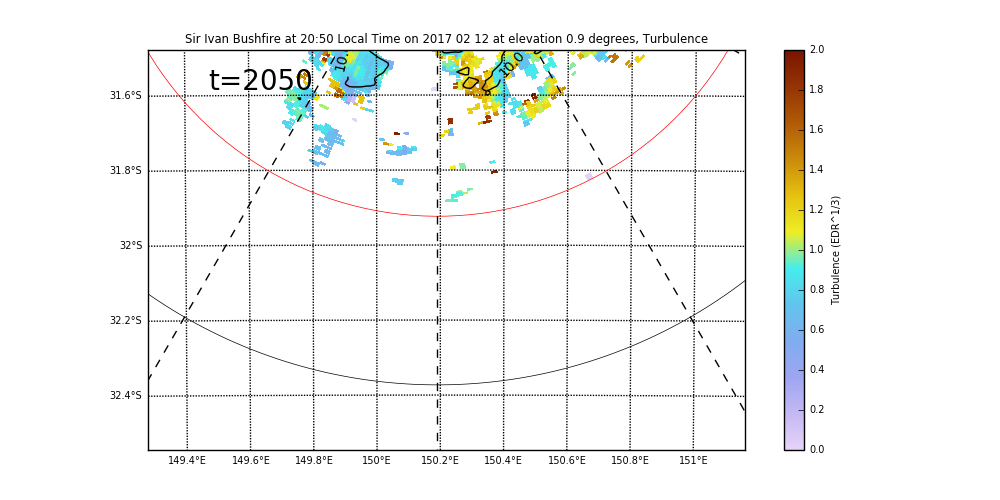 Sir Ivan Bushfire at 20:50 Local Time on 2017 02 12 at elevation 0.9 degrees, Turbulence
t=2050
10.
10.0
31.6°S
31.8°S
32°S
32.2°S
32.4°S
149.4°E
149.6°E
149.8°E
150°E
150.2°E
150.4°E
150.6°E
150.8°E
151°E
2.0
1.8
1.6
1.4
1.2
1.0
0.8
0.6
0.4
0.2
0.0
Turbulence (EDR^1/3)